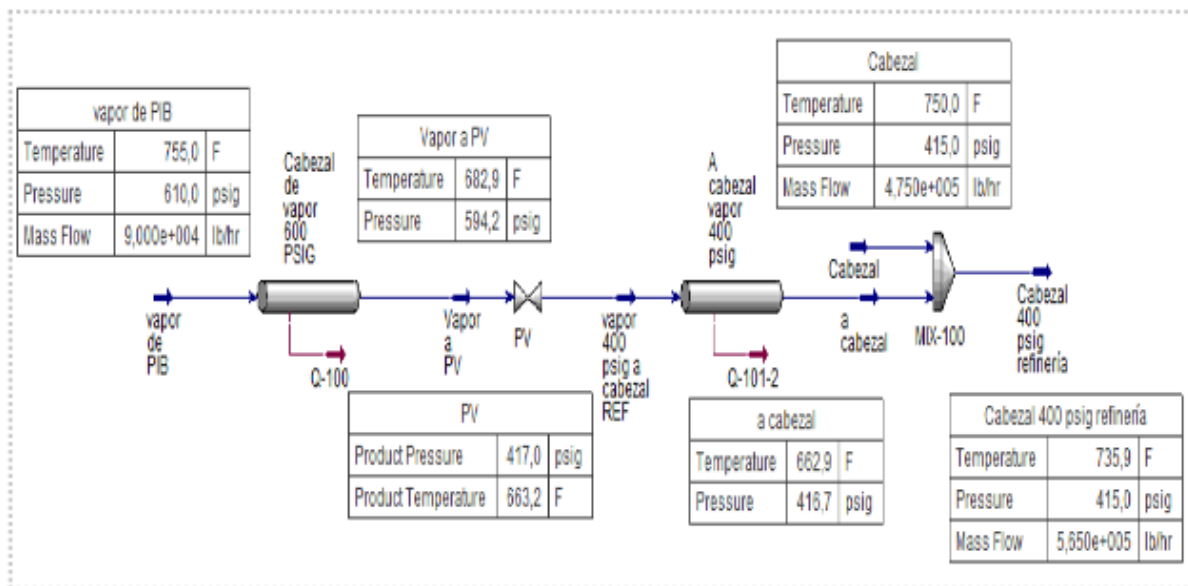 Cabezal
Temperature 750,0 F
Pressure 415,0 psig
Mass Flow 4,750e+005 lb/hr
vapor de PIB
Temperature 755,0 F
Pressure 610,0 psig
Mass Flow 9,000e+004 lb/hr
Vapor a PV
Temperature 682,9 F
Pressure 594,2 psig
Cabezal
de
vapor
600
PSIG
A
cabezal
vapor
400
psig
vapor
de
PIB
Q-100
Vapor
a
PV
PV
vapor
400
psig a
cabezal
REF
Q-101-2
Cabezal
a
cabezal
MIX-100
Cabezal
400
psig
refinería
PV
Product Pressure 417,0 psig
Product Temperature 663,2 F
a cabezal
Temperature 662,9 F
Pressure 416,7 psig
Cabezal 400 psig refinería
Temperature 735,9 F
Pressure 415,0 psig
Mass Flow 5,650e+005 lb/hr